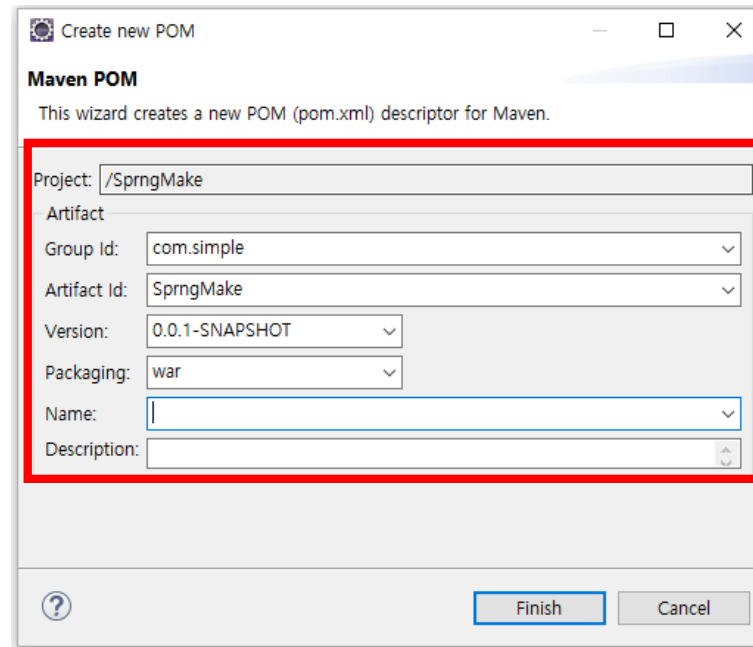 Create new POM
Maven POM
This wizard creates a new POM (pom.xml) descriptor for Maven.
Project: /SprngMake
Artifact
Group Id: com.simple
Artifact Id: SprngMake
Version: 0.0.1-SNAPSHOT
Packaging: war
Name:
Description:
Finish Cancel